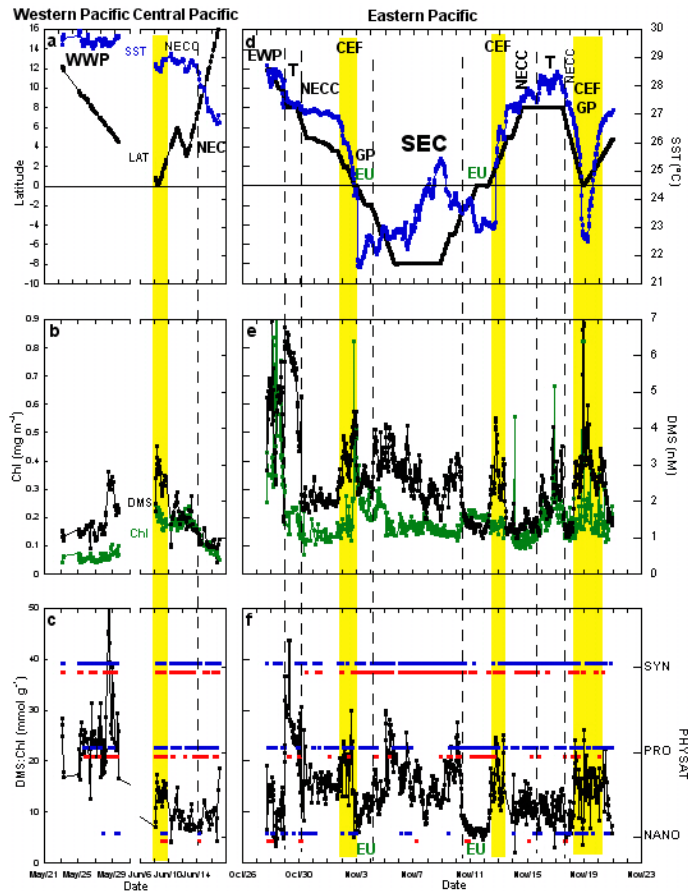 Western Pacific Central Pacific
Eastern Pacific
16
14
12
10
8
6
4
2
0
-2
-4
-6
-8
-10
Latitude
a
WWP
SST
NECC
LAT
NEC
d
EWP
T
NECC
CEF
GP
EU
SEC
EU
CEF
NECC
T
NECC
CEF
GP
30
29
28
27
26
25
24
23
22
21
SST (°C)
0.9
0.8
0.7
0.6
0.5
0.4
0.3
0.2
0.1
0
Chl (mg m⁻³)
b
DMS
Chl
e
7
6
5
4
3
2
1
0
DMS (nM)
50
40
30
20
10
0
DMS:Chl (mmol g⁻¹)
c
f
EU
EU
SYN
PRO
NANO
PHYSAT
May/21 May/25 May/29 Jun/6 Jun/10 Jun/14
Date
Oct/26 Oct/30 Nov/3 Nov/7 Nov/11 Nov/15 Nov/19 Nov/23
Date